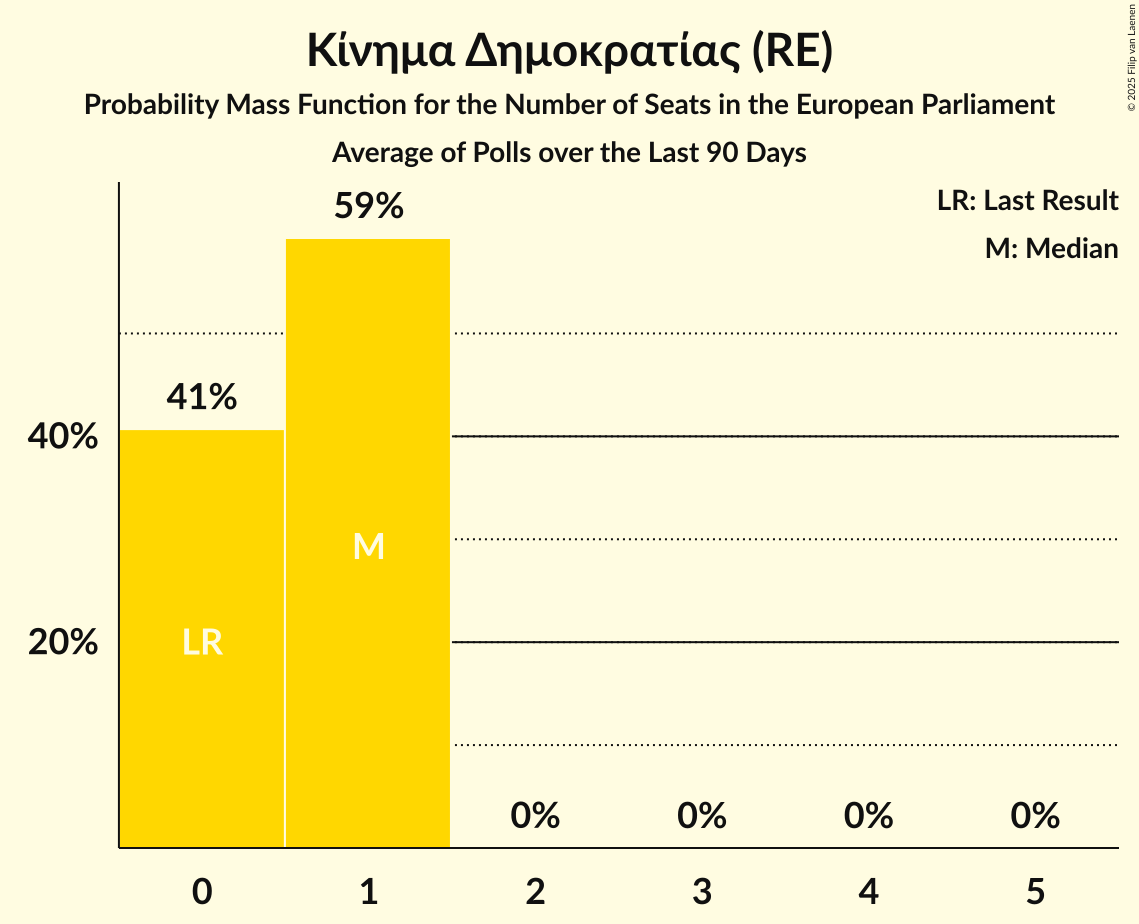 Κίνημα Δημοκρατίας (RE)
Probability Mass Function for the Number of Seats in the European Parliament
Average of Polls over the Last 90 Days
© 2025 Filip van Laenen
LR: Last Result
M: Median
59%
41%
40%
20%
M
LR
0% 0% 0% 0%
0 1 2 3 4 5